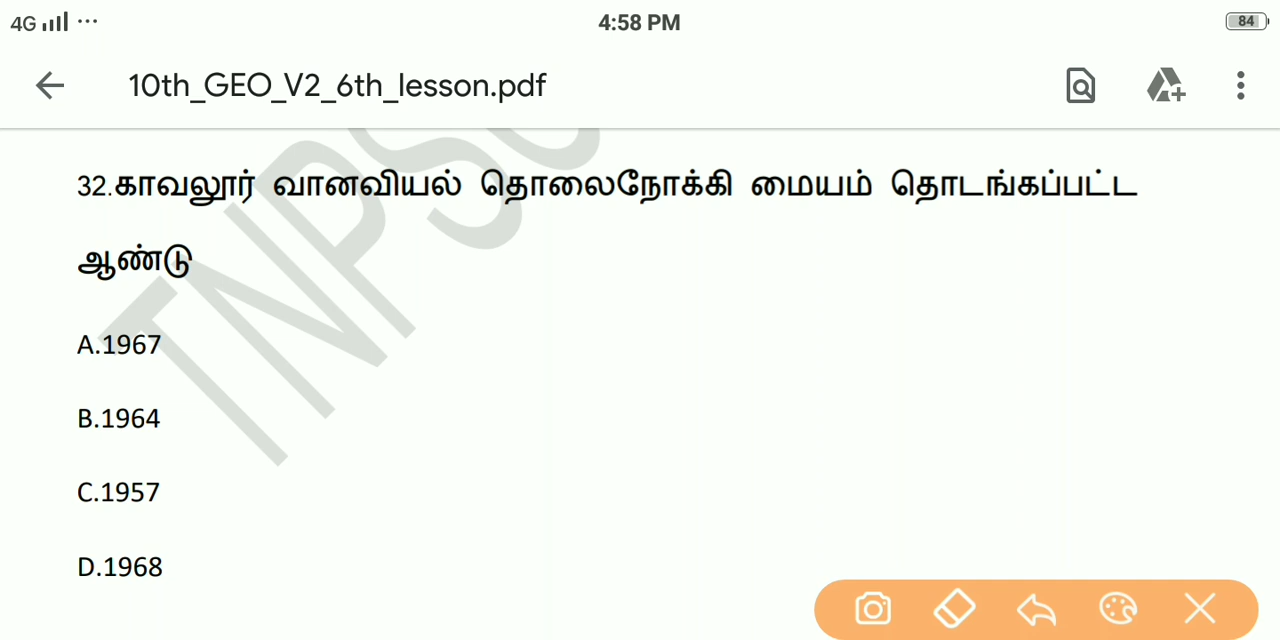 4G 4:58 PM 84
10th_GEO_V2_6th_lesson.pdf
TNPSC
32.காவலூர் வானவியல் தொலைநோக்கி மையம் தொடங்கப்பட்ட
ஆண்டு
A.1967
B.1964
C.1957
D.1968